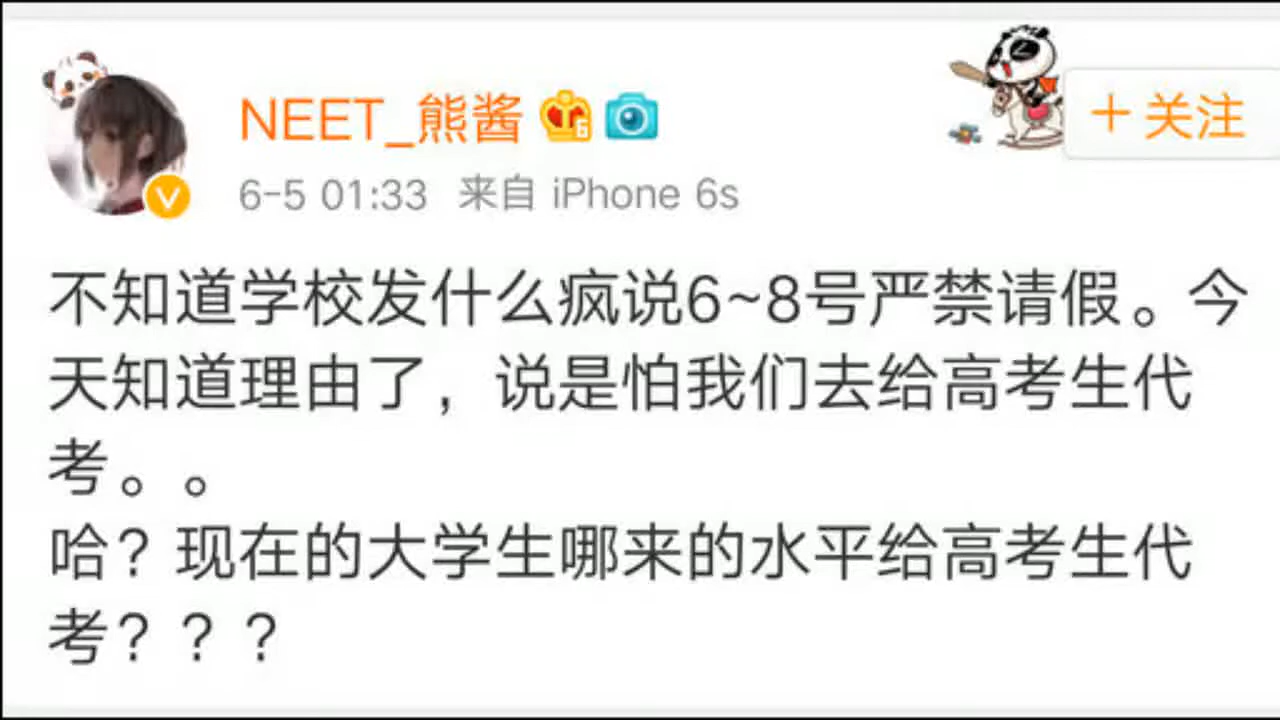 NEET_熊酱
6
V
+ 关注
6-5 01:33 来自 iPhone 6s
不知道学校发什么疯说6~8号严禁请假。今
天知道理由了，说是怕我们去给高考生代
考。。
哈？现在的大学生哪来的水平给高考生代
考？？？